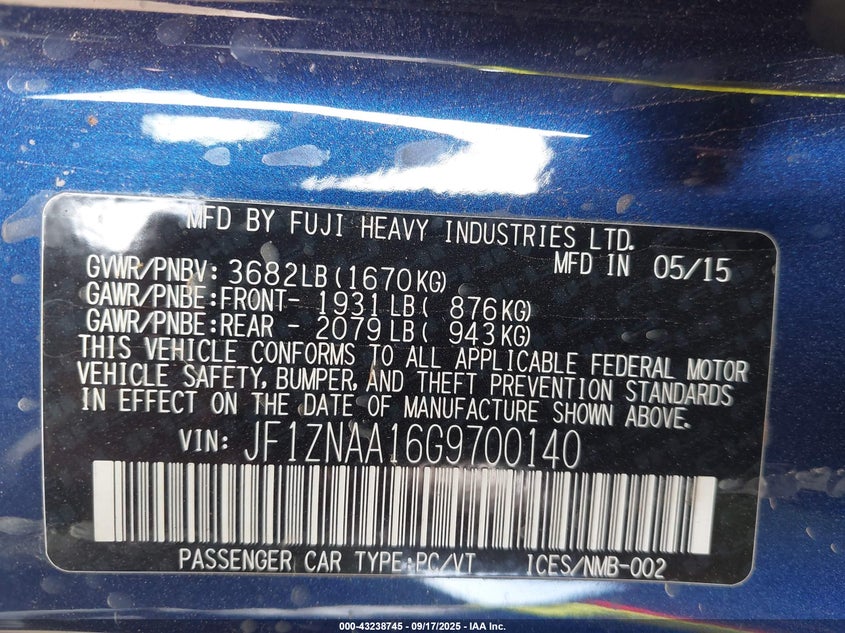 MFD BY FUJI HEAVY INDUSTRIES LTD.
MFD IN 05/15
GVWR/PNBV: 3682LB(1670KG)
GAWR/PNBE:FRONT- 1931LB( 876KG)
GAWR/PNBE:REAR - 2079LB( 943KG)
THIS VEHICLE CONFORMS TO ALL APPLICABLE FEDERAL MOTOR
VEHICLE SAFETY, BUMPER, AND THEFT PREVENTION STANDARDS
IN EFFECT ON THE DATE OF MANUFACTURE SHOWN ABOVE.
VIN: JF1ZNAA16G9700140
PASSENGER CAR TYPE:PC/VT ICES/NMB-002
000-43238745 - 09/17/2025 - IAA Inc.